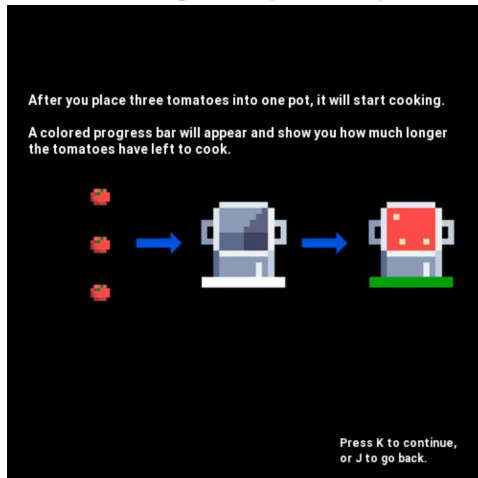 After you place three tomatoes into one pot, it will start cooking.
A colored progress bar will appear and show you how much longer
the tomatoes have left to cook.
Press K to continue,
or J to go back.